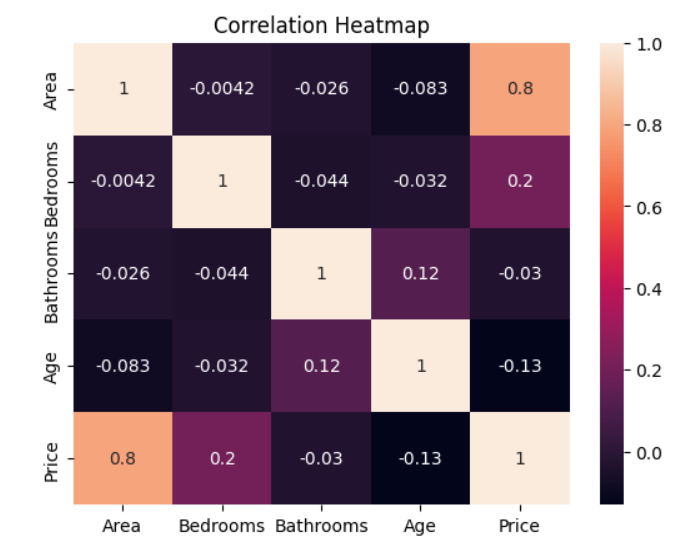 Correlation Heatmap
Area 1 -0.0042 -0.026 -0.083 0.8
Bedrooms -0.0042 1 -0.044 -0.032 0.2
Bathrooms -0.026 -0.044 1 0.12 -0.03
Age -0.083 -0.032 0.12 1 -0.13
Price 0.8 0.2 -0.03 -0.13 1
Area Bedrooms Bathrooms Age Price
1.0
0.8
0.6
0.4
0.2
0.0